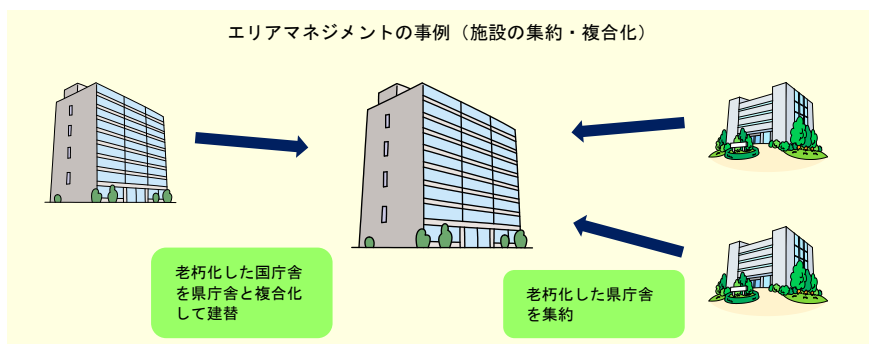 エリアマネジメントの事例（施設の集約・複合化）
老朽化した国庁舎
を県庁舎と複合化
して建替
老朽化した県庁舎
を集約